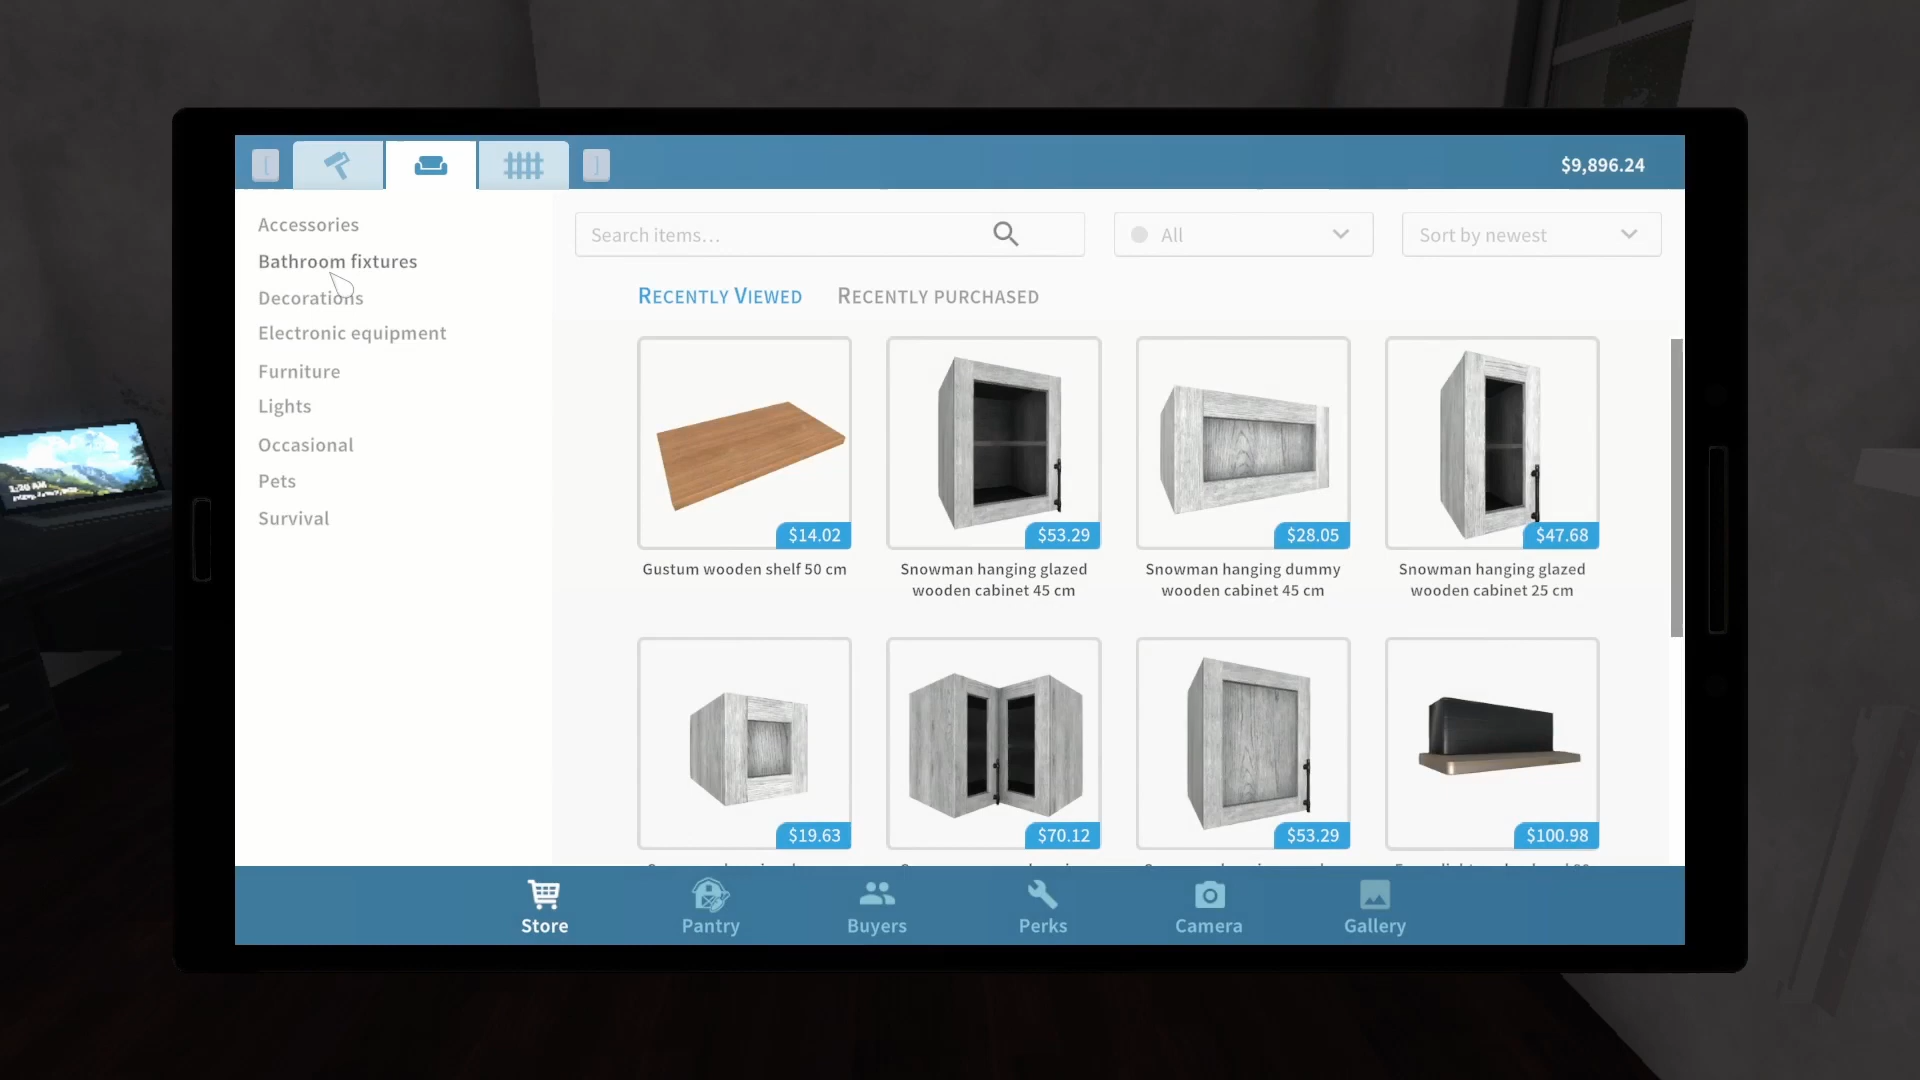 [
]
$9,896.24
Accessories
Bathroom fixtures
Decorations
Electronic equipment
Furniture
Lights
Occasional
Pets
Survival
Search items...
All
Sort by newest
RECENTLY VIEWED
RECENTLY PURCHASED
$14.02
$53.29
$28.05
$47.68
Gustum wooden shelf 50 cm
Snowman hanging glazed
wooden cabinet 45 cm
Snowman hanging dummy
wooden cabinet 45 cm
Snowman hanging glazed
wooden cabinet 25 cm
$19.63
$70.12
$53.29
$100.98
Store
Pantry
Buyers
Perks
Camera
Gallery